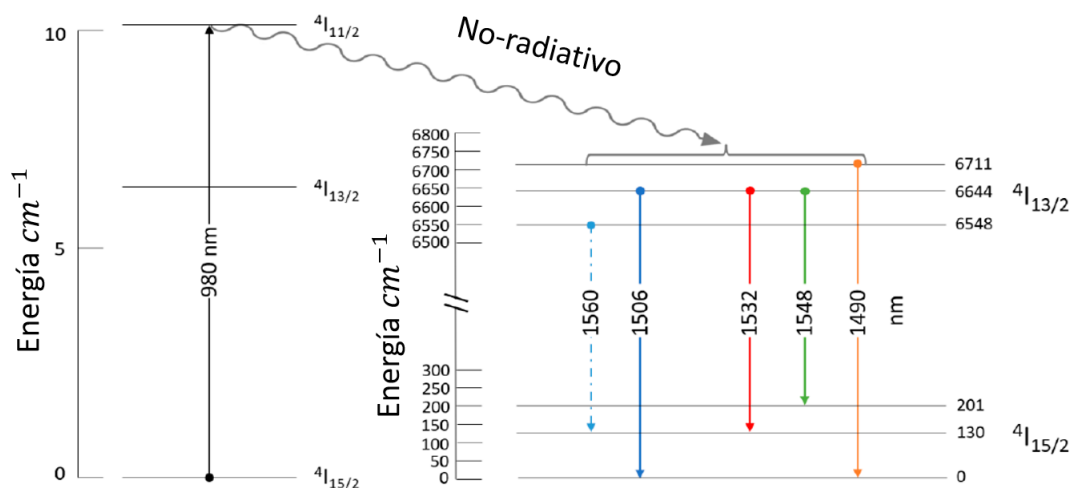 10
5
0
Energía cm⁻¹
⁴I₁₁/₂
⁴I₁₃/₂
⁴I₁₅/₂
980 nm
No-radiativo
Energía cm⁻¹
6800
6750
6700
6650
6600
6550
6500
300
250
200
150
100
50
0
1560
1506
1532
1548
1490
nm
6711
6644
6548
⁴I₁₃/₂
201
130
0
⁴I₁₅/₂